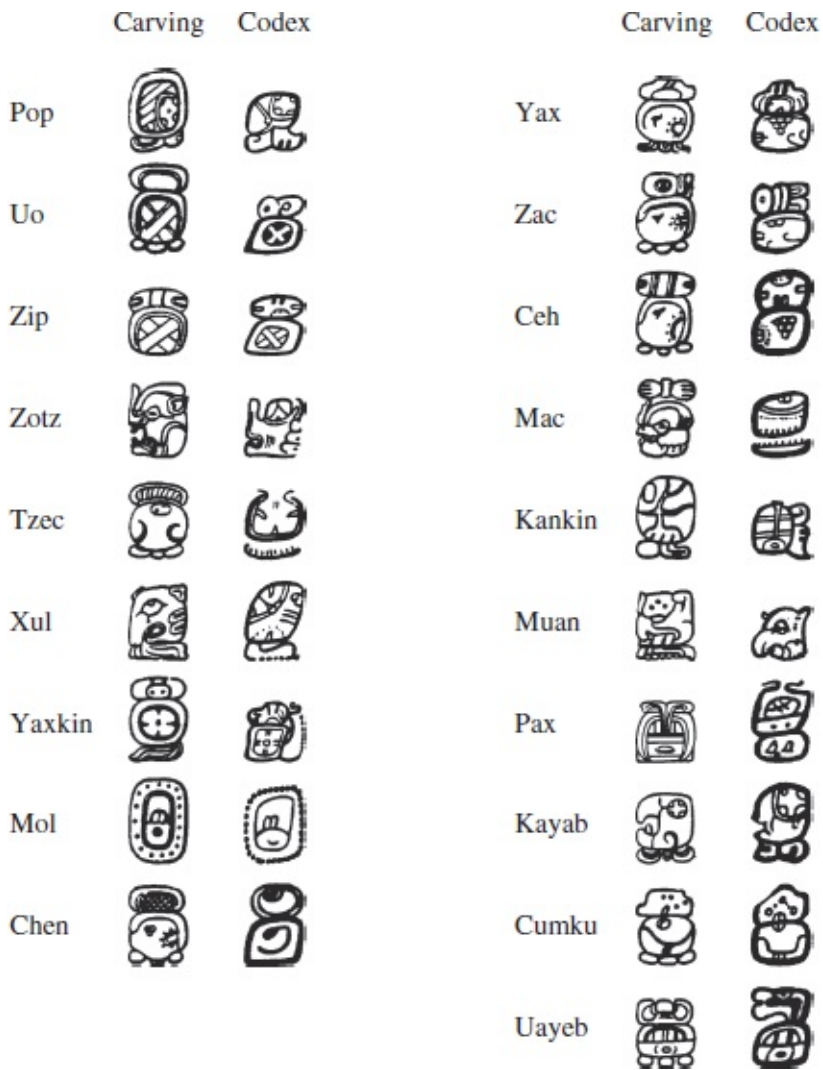 Carving Codex
Pop
Uo
Zip
Zotz
Tzec
Xul
Yaxkin
Mol
Chen
Carving Codex
Yax
Zac
Ceh
Mac
Kankin
Muan
Pax
Kayab
Cumku
Uayeb